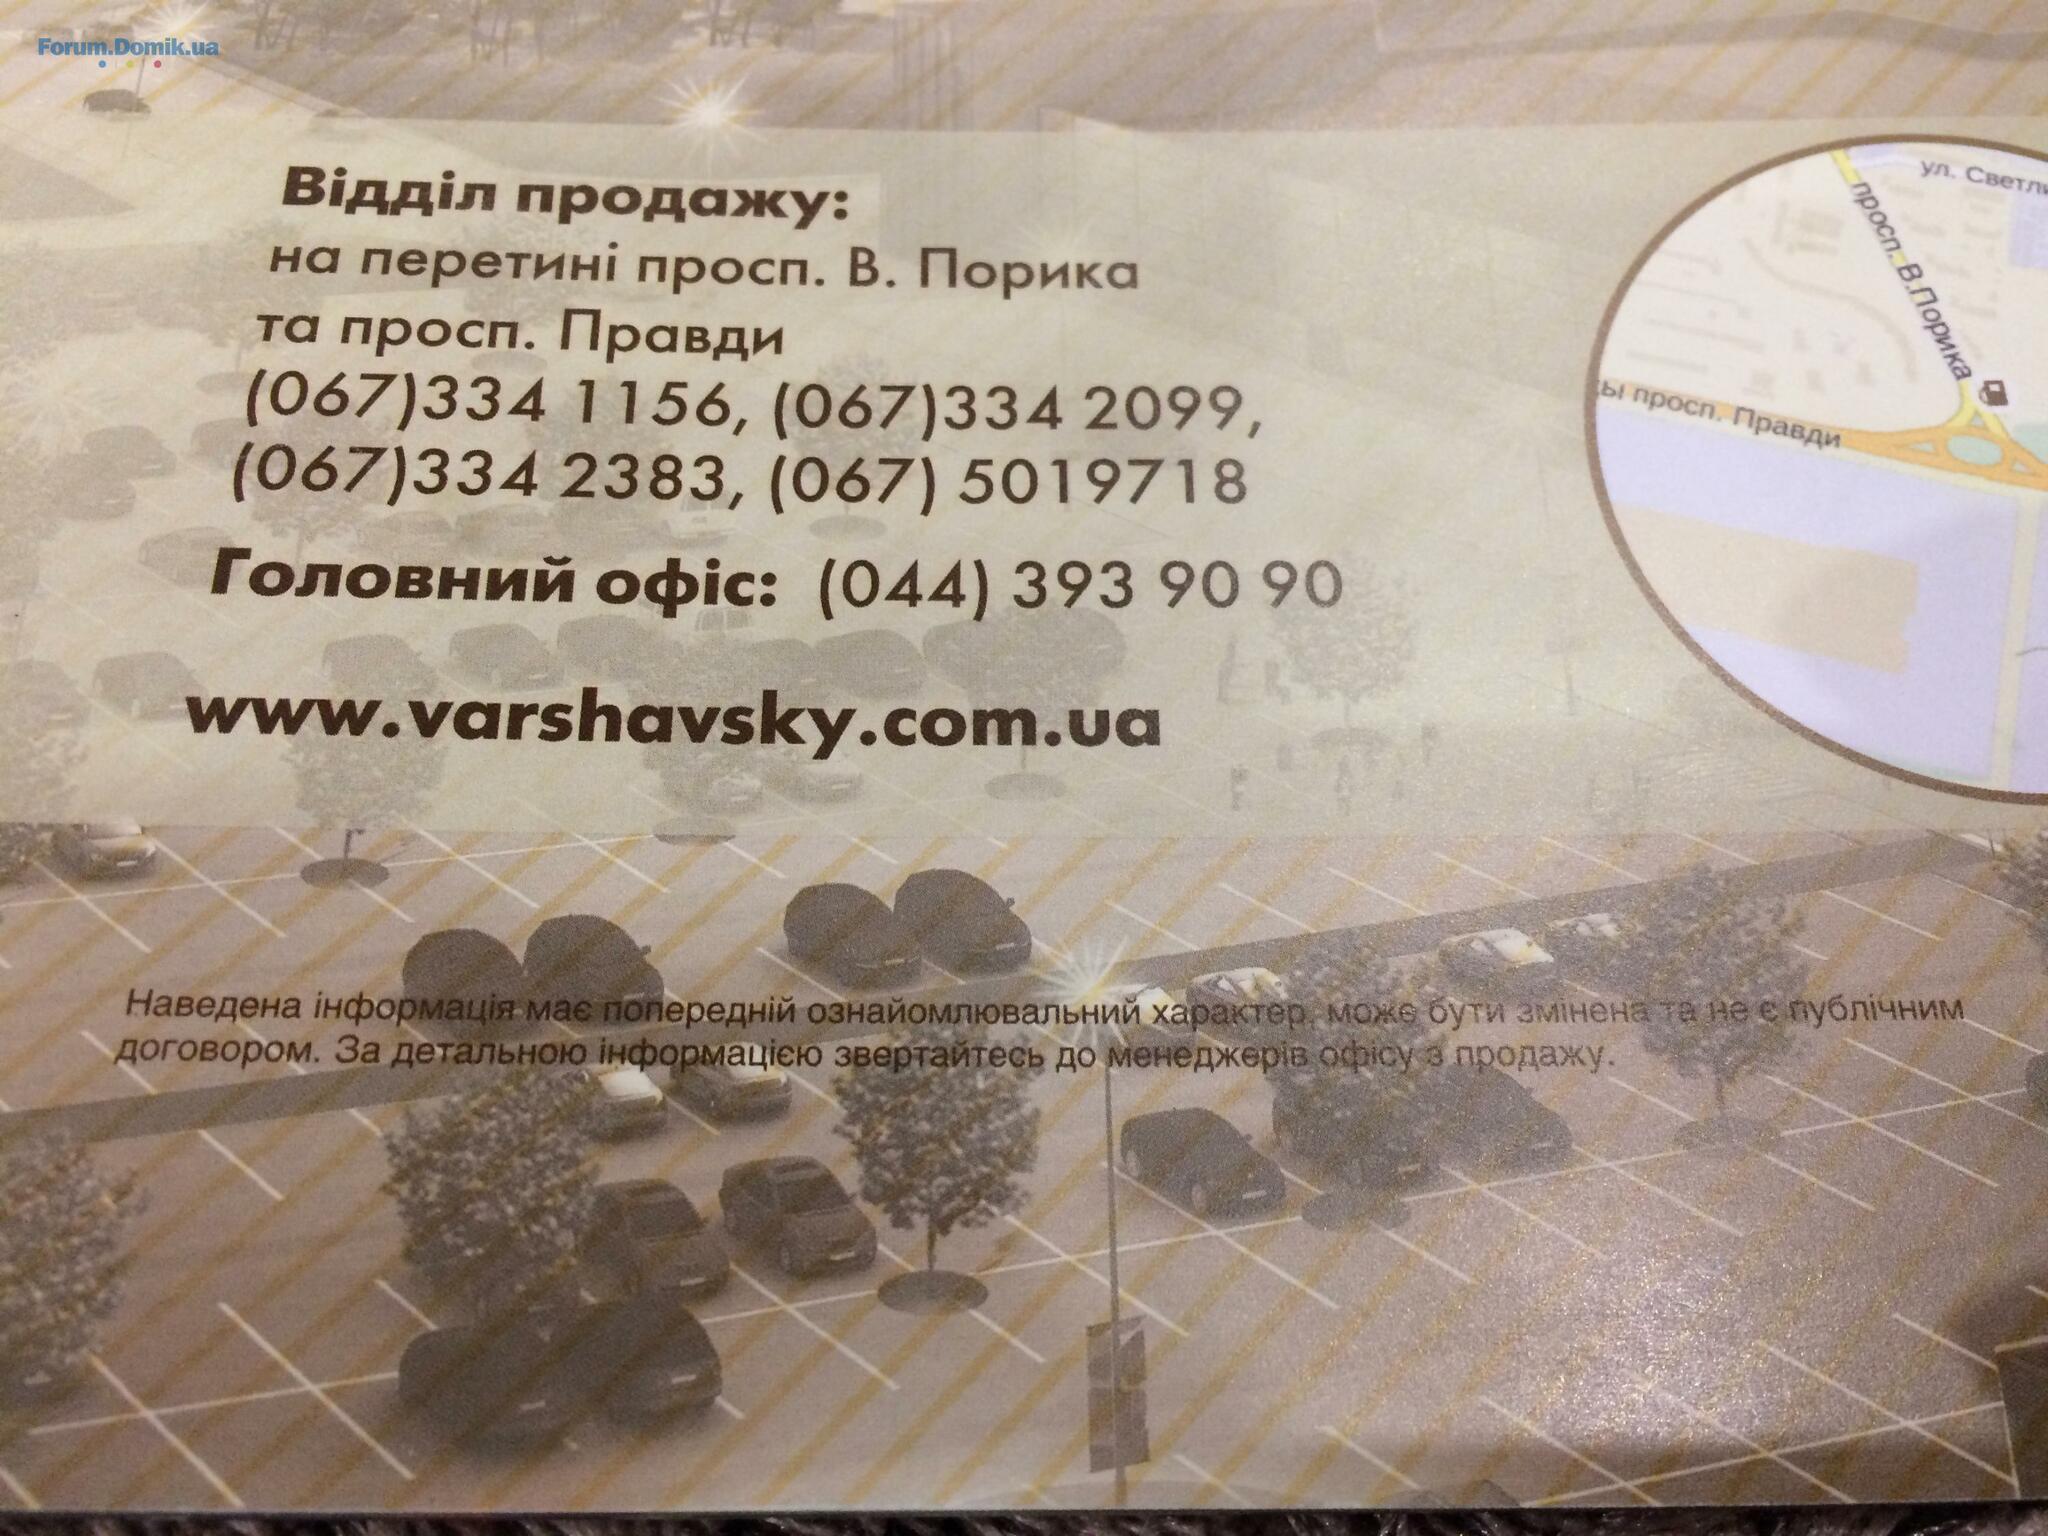 Forum.Domik.ua
Відділ продажу:
на перетині просп. В. Порика
та просп. Правди
(067)334 1156, (067)334 2099,
(067)334 2383, (067) 5019718
Головний офіс: (044) 393 90 90
www.varshavsky.com.ua
ул. Светли
просп. В.Порика
ды просп. Правди
Наведена інформація має попередній ознайомлювальний характер, може бути змінена та не є публічним
договором. За детальною інформацією звертайтесь до менеджерів офісу з продажу.